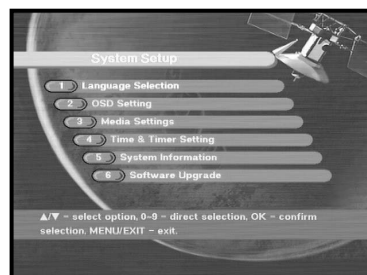 System Setup
1 Language Selection
2 OSD Setting
3 Media Settings
4 Time & Timer Setting
5 System Information
6 Software Upgrade
▲/▼ - select option, 0-9 - direct selection, OK - confirm
selection, MENU/EXIT - exit.